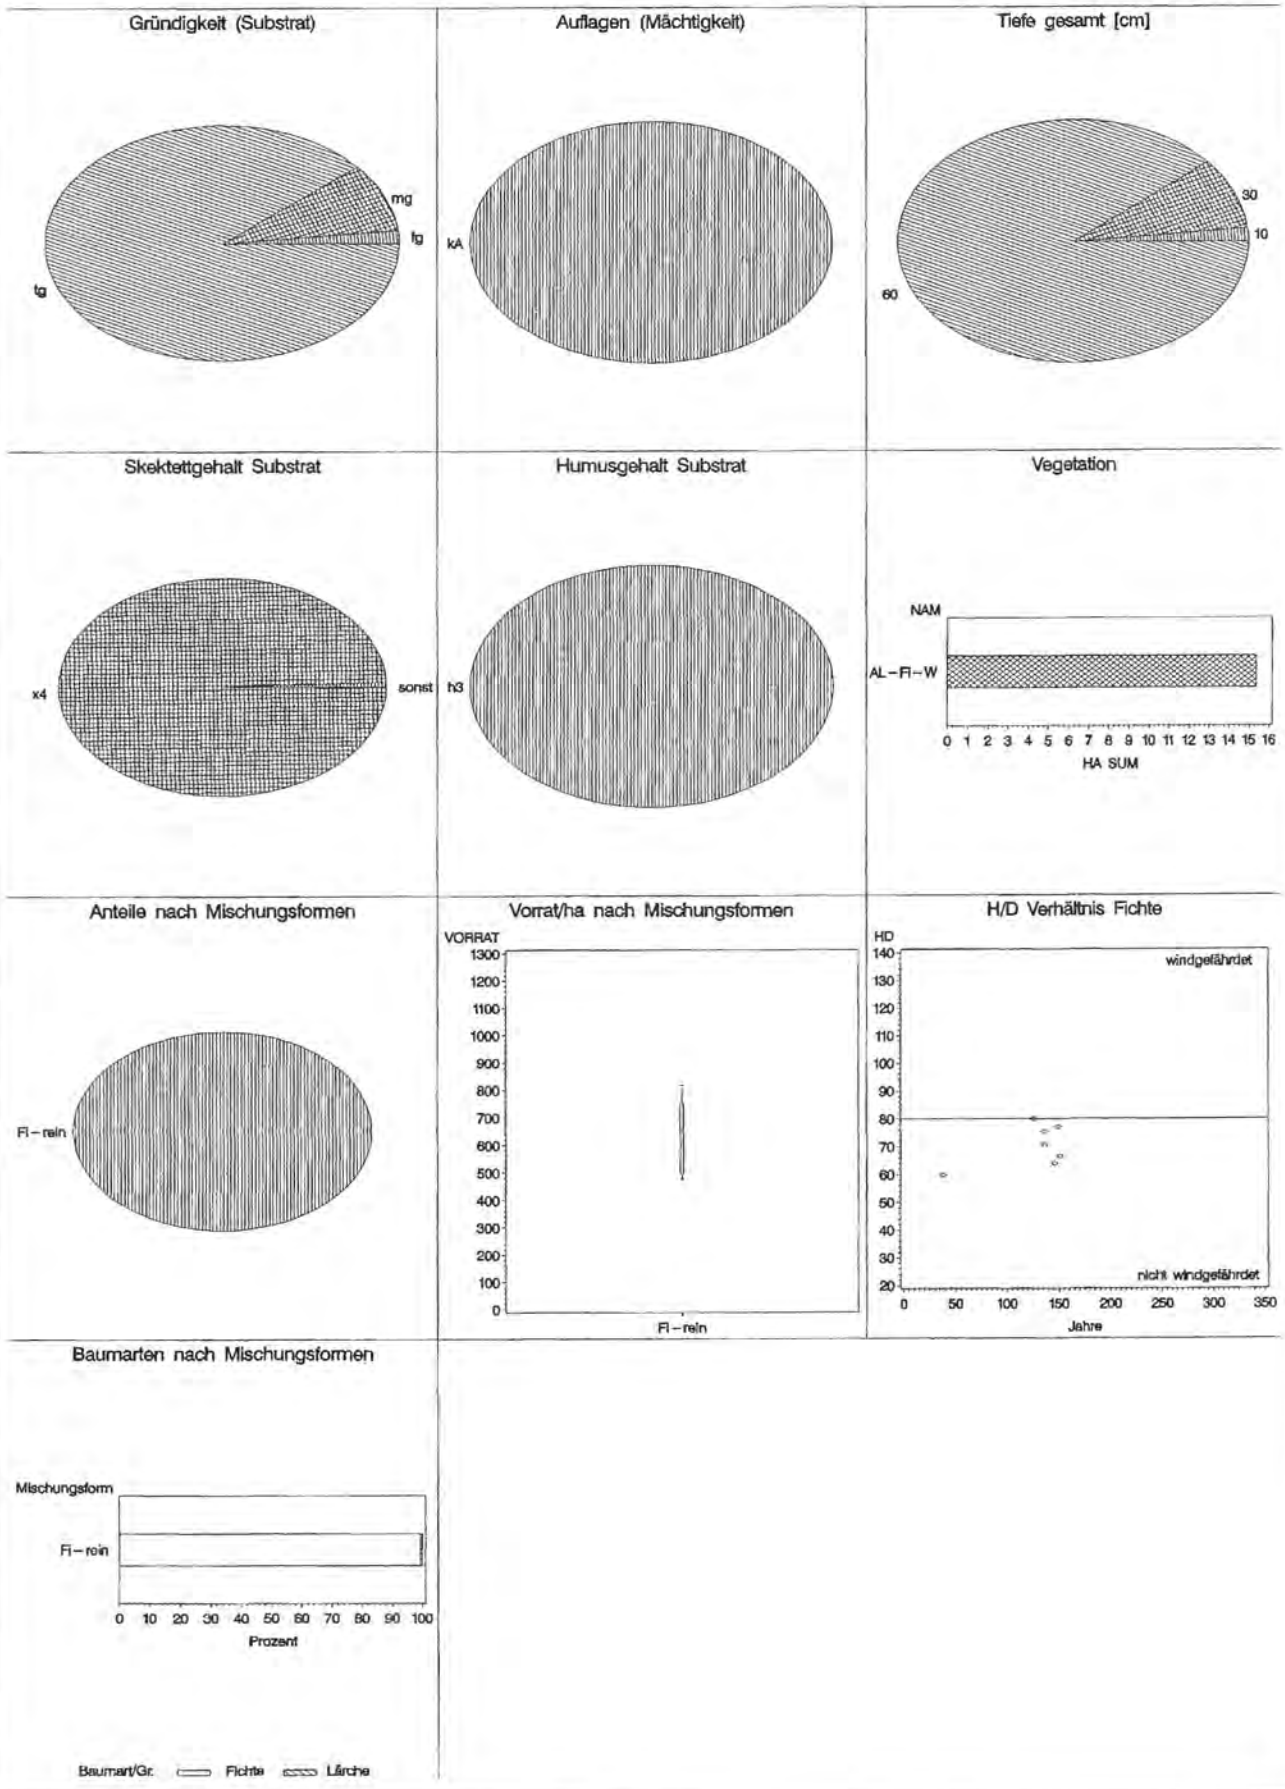 Gründigkeit (Substrat)
mg
fg
tg
Auflagen (Mächtigkeit)
kA
Tiefe gesamt [cm]
30
10
60
Skektettgehalt Substrat
x4
sonst
Humusgehalt Substrat
h3
Vegetation
NAM
AL-Fi-W
0 1 2 3 4 5 6 7 8 9 10 11 12 13 14 15 16
HA SUM
Anteile nach Mischungsformen
Fi-rein
Vorrat/ha nach Mischungsformen
VORRAT
1300
1200
1100
1000
900
800
700
600
500
400
300
200
100
0
Fi-rein
H/D Verhältnis Fichte
HD
140
windgefährdet
130
120
110
100
90
80
70
60
50
40
30
nicht windgefährdet
20
0 50 100 150 200 250 300 350
Jahre
Baumarten nach Mischungsformen
Mischungsform
Fi-rein
0 10 20 30 40 50 60 70 80 90 100
Prozent
Baumart/Gr. Fichte Lärche